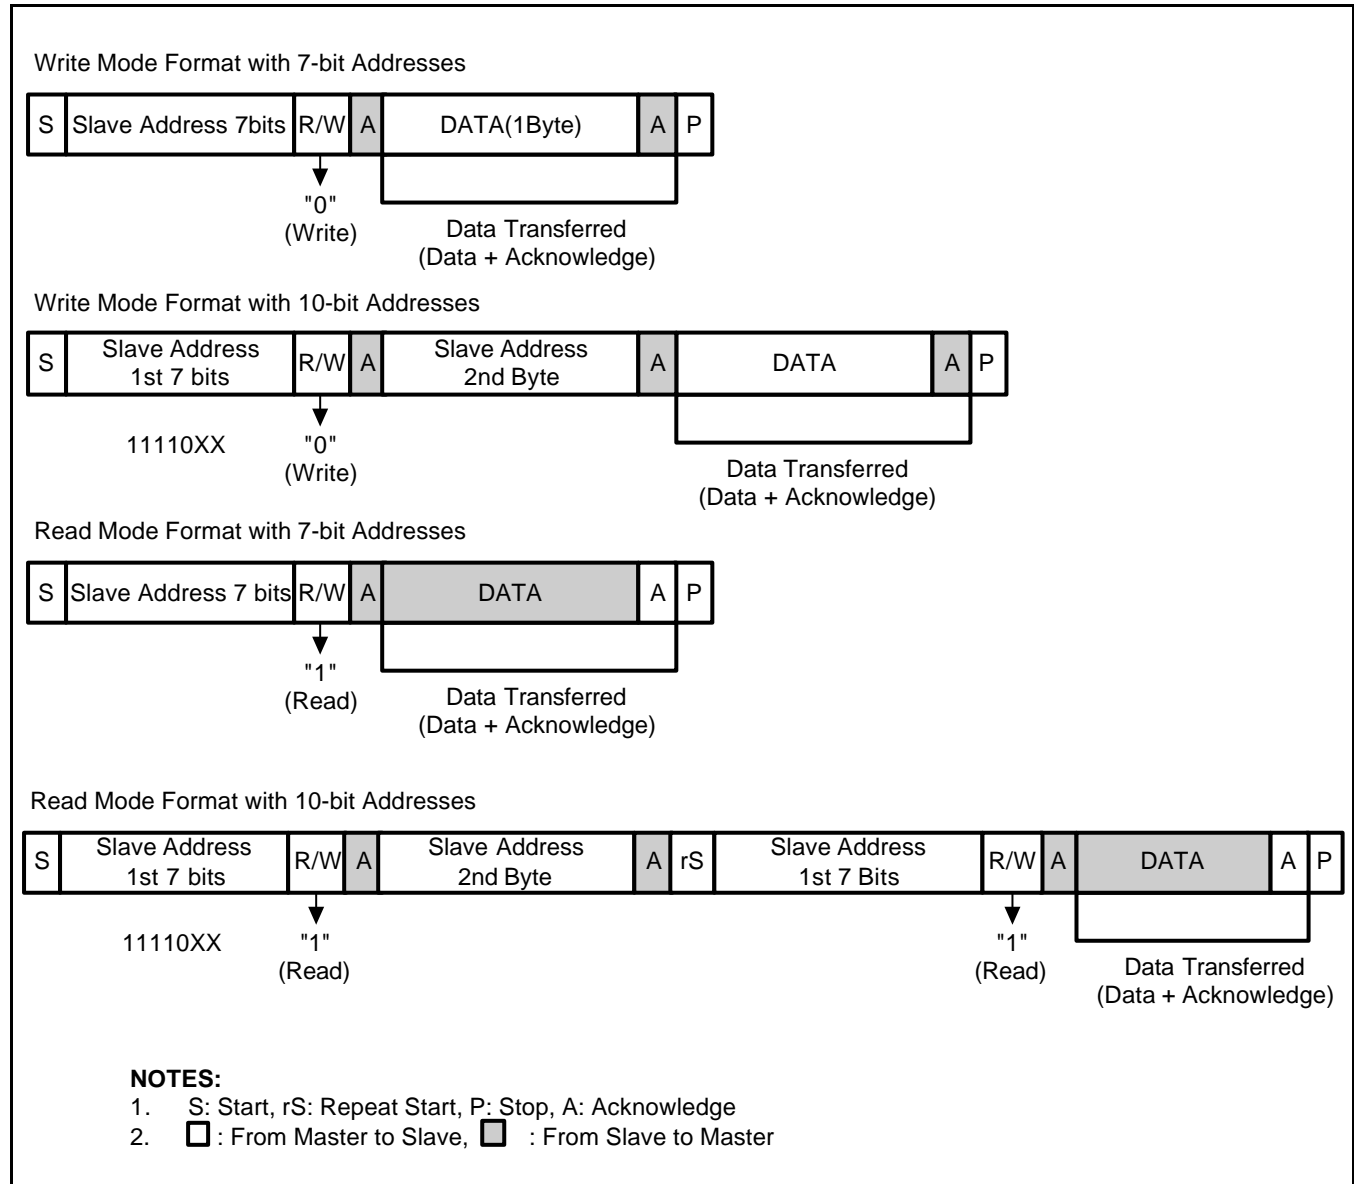 Write Mode Format with 7-bit Addresses
S Slave Address 7bits R/W A DATA(1Byte) A P
"0"
(Write)
Data Transferred
(Data + Acknowledge)
Write Mode Format with 10-bit Addresses
S Slave Address 1st 7 bits R/W A Slave Address 2nd Byte A DATA A P
11110XX "0"
(Write)
Data Transferred
(Data + Acknowledge)
Read Mode Format with 7-bit Addresses
S Slave Address 7 bits R/W A DATA A P
"1"
(Read)
Data Transferred
(Data + Acknowledge)
Read Mode Format with 10-bit Addresses
S Slave Address 1st 7 bits R/W A Slave Address 2nd Byte A rS Slave Address 1st 7 Bits R/W A DATA A P
11110XX "1" "1"
(Read) (Read)
Data Transferred
(Data + Acknowledge)
NOTES:
1. S: Start, rS: Repeat Start, P: Stop, A: Acknowledge
2. : From Master to Slave, : From Slave to Master